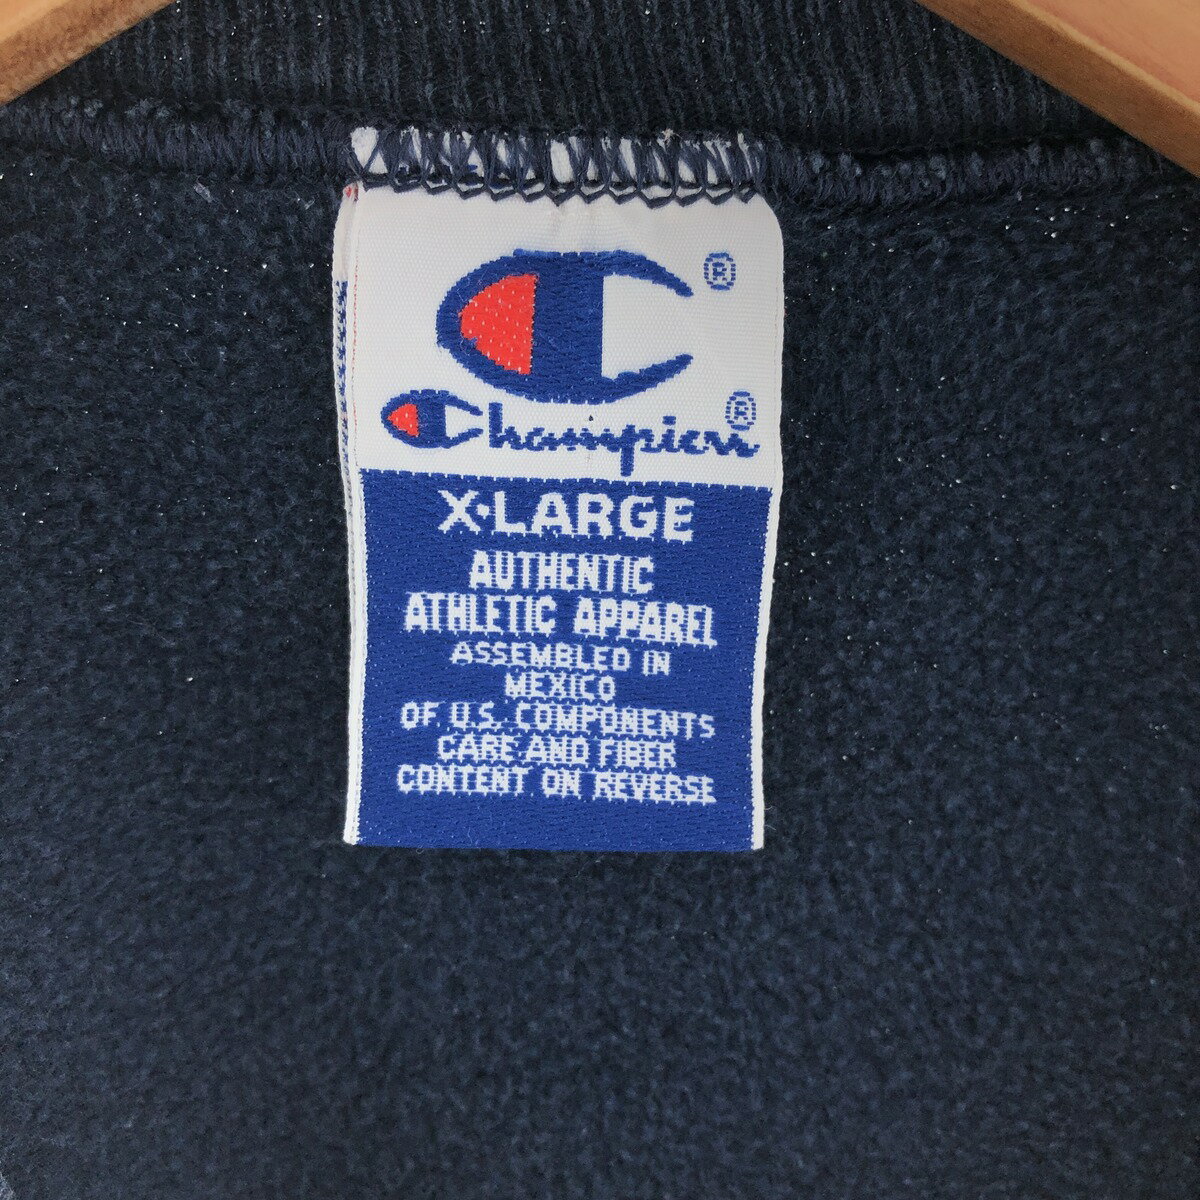 ®
Champion ®
X·LARGE
AUTHENTIC
ATHLETIC APPAREL
ASSEMBLED IN
MEXICO
OF U.S. COMPONENTS
CARE AND FIBER
CONTENT ON REVERSE